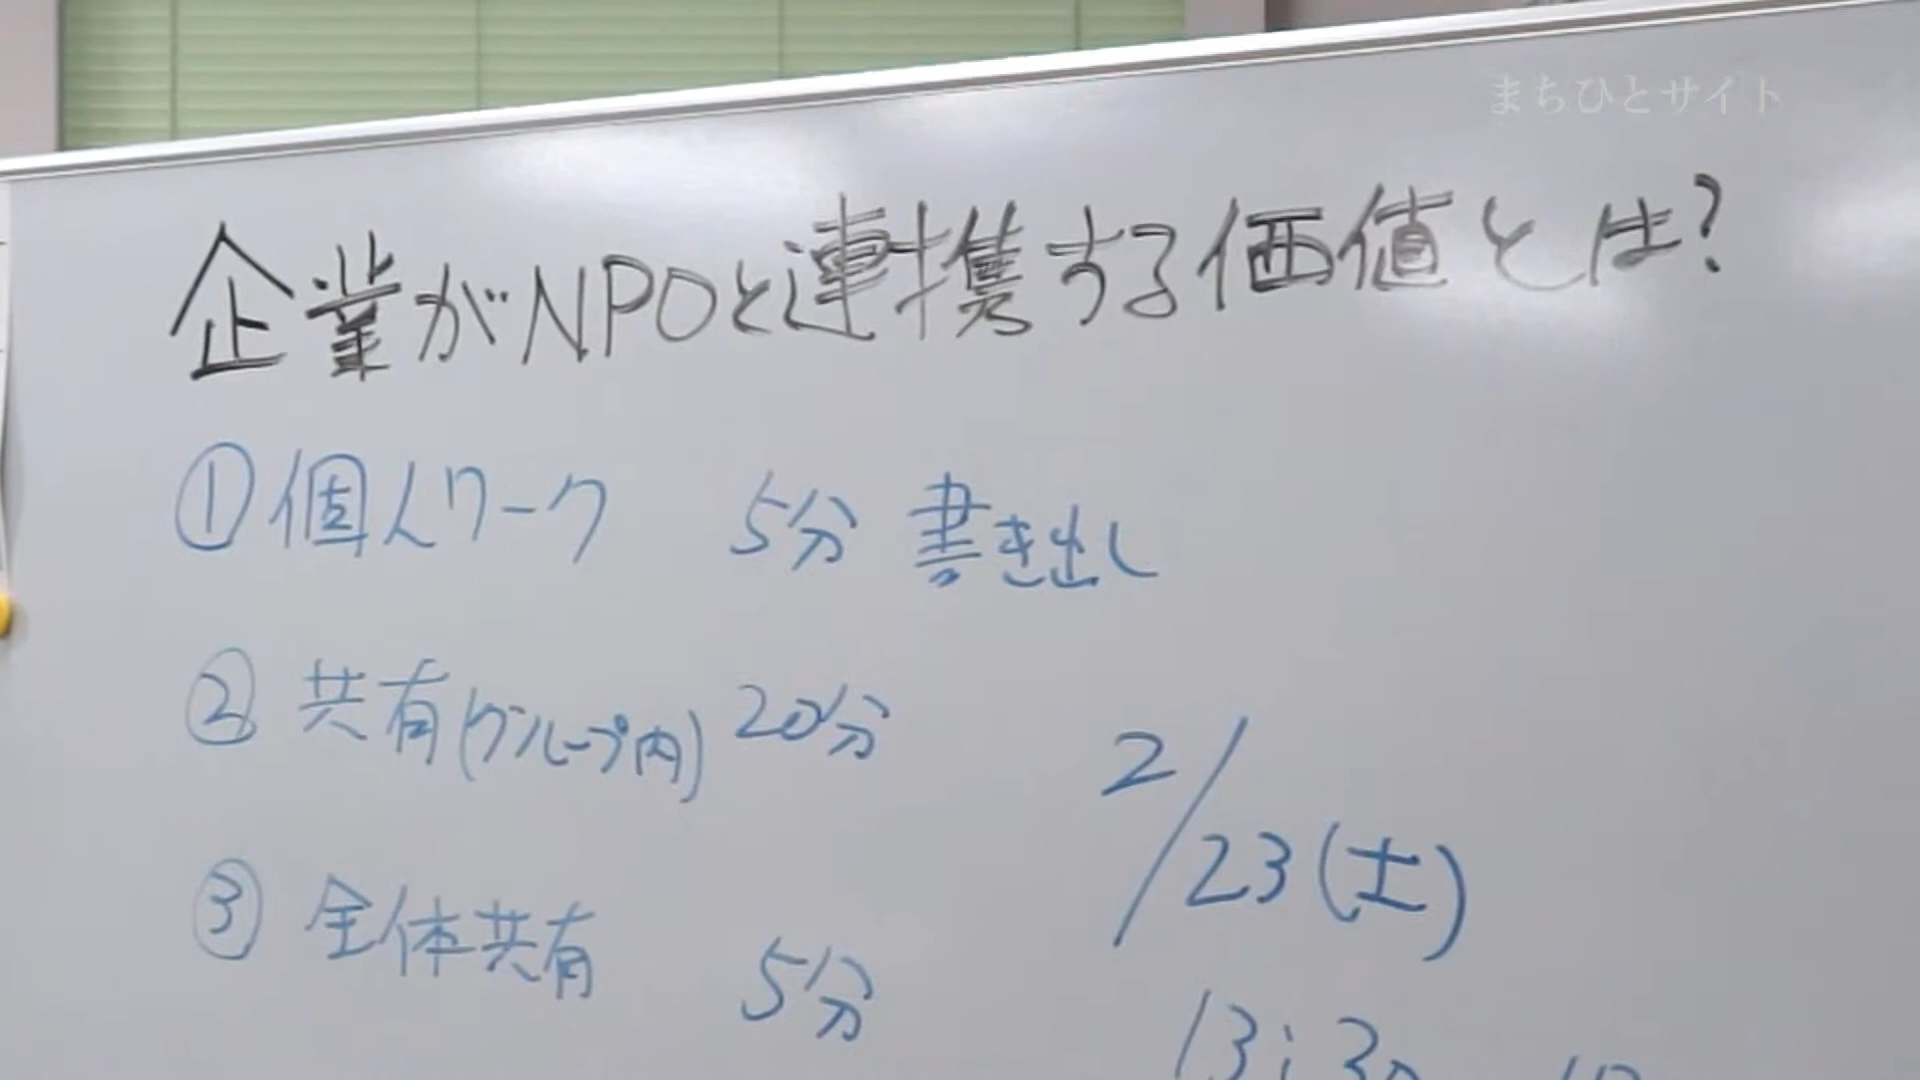 まちひとサイト
企業がNPOと連携する価値とは?
①個人ワーク 5分 書き出し
②共有(グループ内) 20分
2/23(土)
③全体共有 5分
13:30